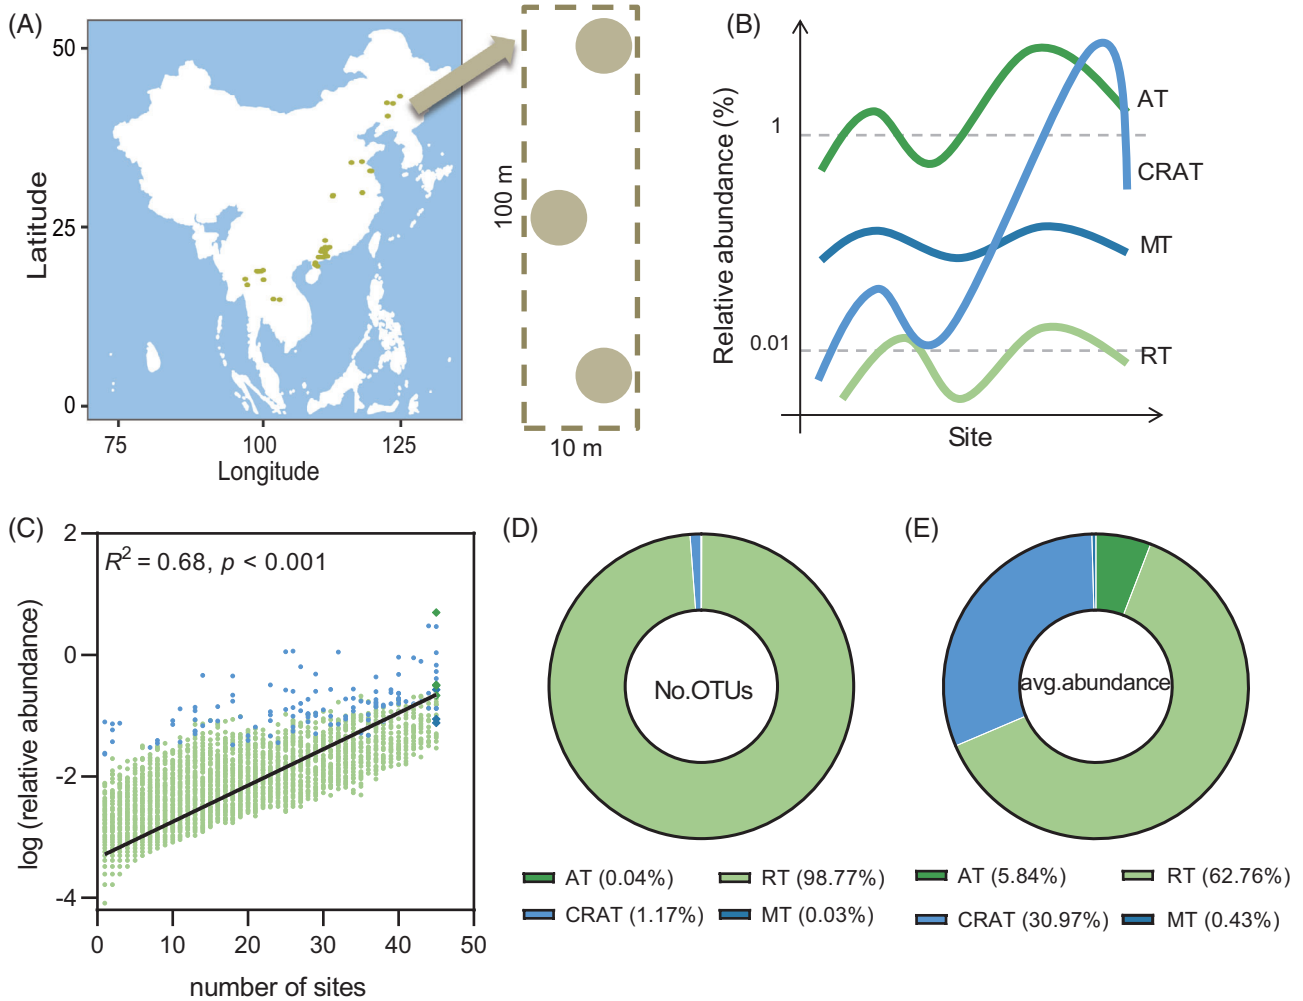 (A)
50
25
0
Latitude
75
100
125
Longitude
100 m
10 m
(B)
Relative abundance (%)
1
0.01
AT
CRAT
MT
RT
Site
(C)
R² = 0.68, p < 0.001
log (relative abundance)
2
0
-2
-4
0
10
20
30
40
50
number of sites
(D)
No.OTUs
AT (0.04%)
RT (98.77%)
CRAT (1.17%)
MT (0.03%)
(E)
avg.abundance
AT (5.84%)
RT (62.76%)
CRAT (30.97%)
MT (0.43%)